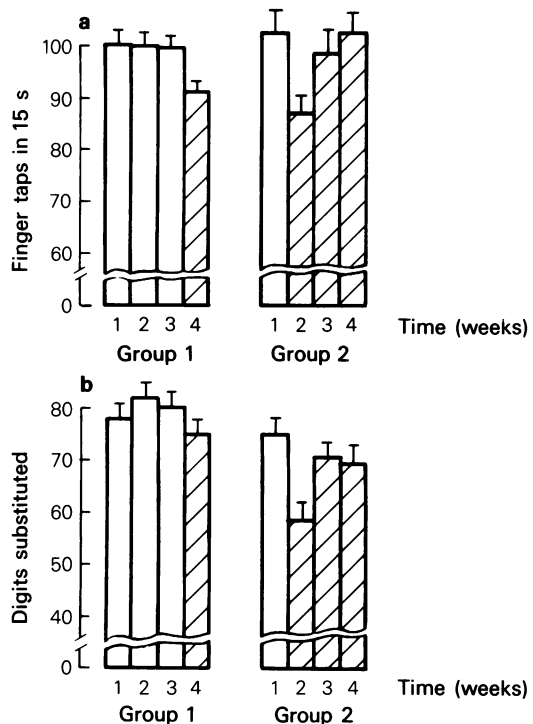 a
Finger taps in 15 s
100
90
80
70
60
0
1 2 3 4 1 2 3 4 Time (weeks)
Group 1 Group 2
b
Digits substituted
80
70
60
50
40
0
1 2 3 4 1 2 3 4 Time (weeks)
Group 1 Group 2